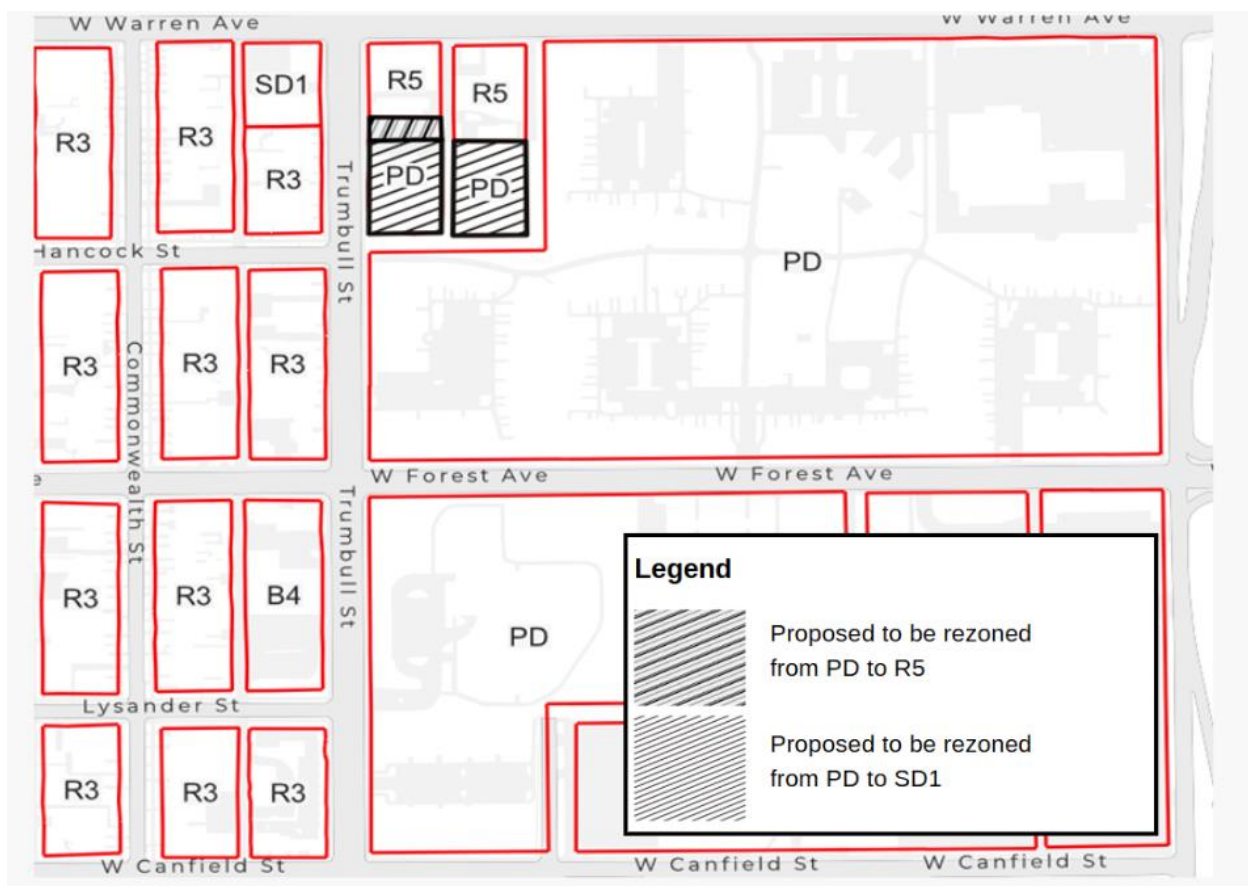 W Warren Ave
W Warren Ave
SD1
R5
R5
R3
R3
R3
PD
PD
Trumbull St
Hancock St
PD
R3
R3
R3
Commonwealth St
W Forest Ave
W Forest Ave
Trumbull St
R3
R3
B4
PD
Legend
Proposed to be rezoned
from PD to R5
Proposed to be rezoned
from PD to SD1
Lysander St
R3
R3
R3
W Canfield St
W Canfield St
W Canfield St